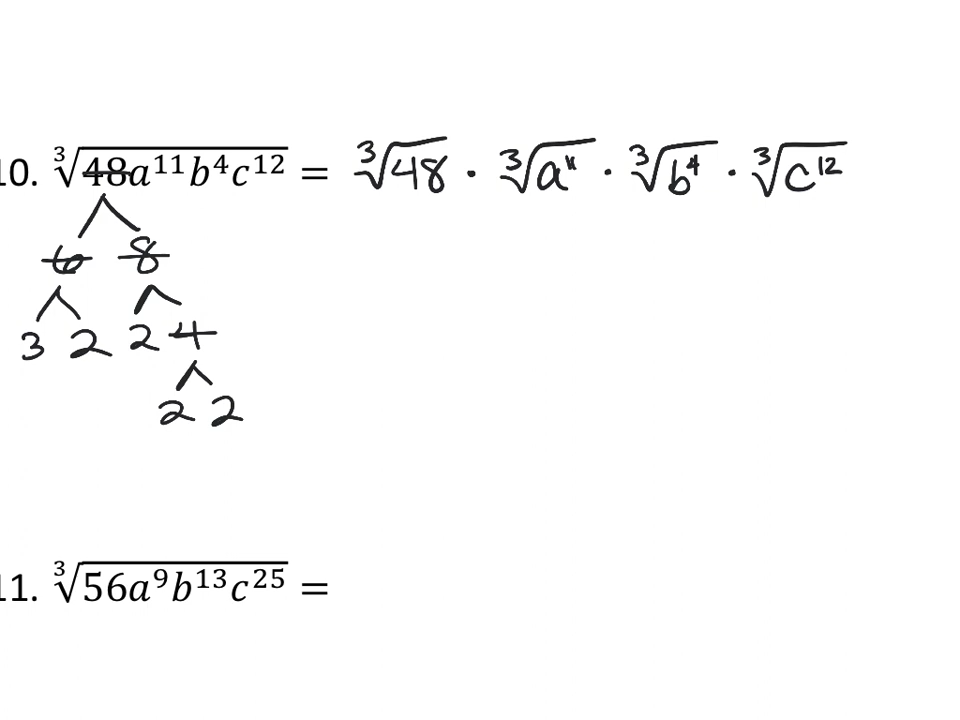 10. ∛48a¹¹b⁴c¹² = ∛48 · ∛a¹¹ · ∛b⁴ · ∛c¹²
6 8
3 2 2 4
2 2
11. ∛56a⁹b¹³c²⁵ =